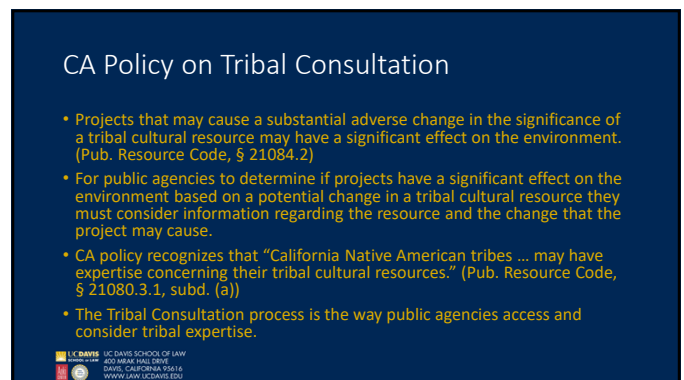 CA Policy on Tribal Consultation
• Projects that may cause a substantial adverse change in the significance of
a tribal cultural resource may have a significant effect on the environment.
(Pub. Resource Code, § 21084.2)
• For public agencies to determine if projects have a significant effect on the
environment based on a potential change in a tribal cultural resource they
must consider information regarding the resource and the change that the
project may cause.
• CA policy recognizes that “California Native American tribes … may have
expertise concerning their tribal cultural resources.” (Pub. Resource Code,
§ 21080.3.1, subd. (a))
• The Tribal Consultation process is the way public agencies access and
consider tribal expertise.
UCDAVIS
SCHOOL OF LAW
UC DAVIS SCHOOL OF LAW
400 MRAK HALL DRIVE
DAVIS, CALIFORNIA 95616
WWW.LAW.UCDAVIS.EDU